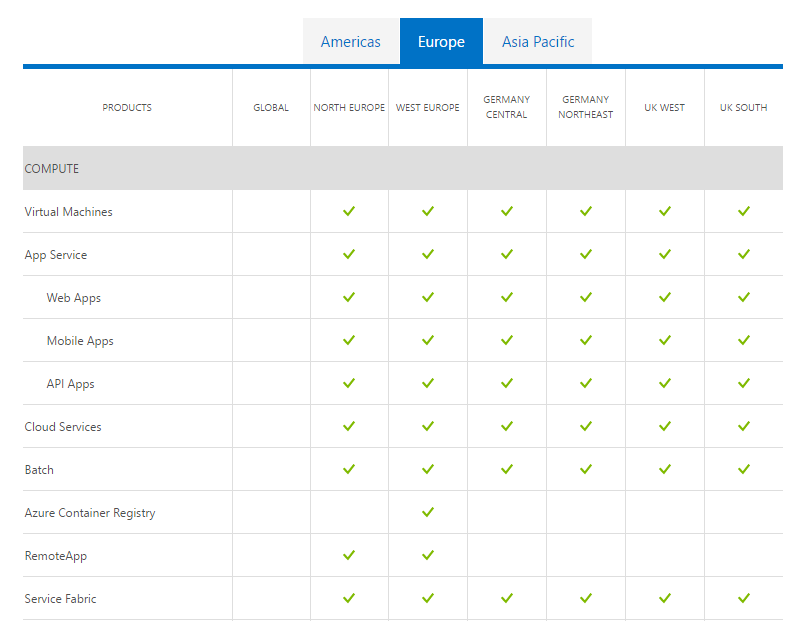 Americas Europe Asia Pacific
PRODUCTS GLOBAL NORTH EUROPE WEST EUROPE GERMANY CENTRAL GERMANY NORTHEAST UK WEST UK SOUTH
COMPUTE
Virtual Machines
App Service
Web Apps
Mobile Apps
API Apps
Cloud Services
Batch
Azure Container Registry
RemoteApp
Service Fabric